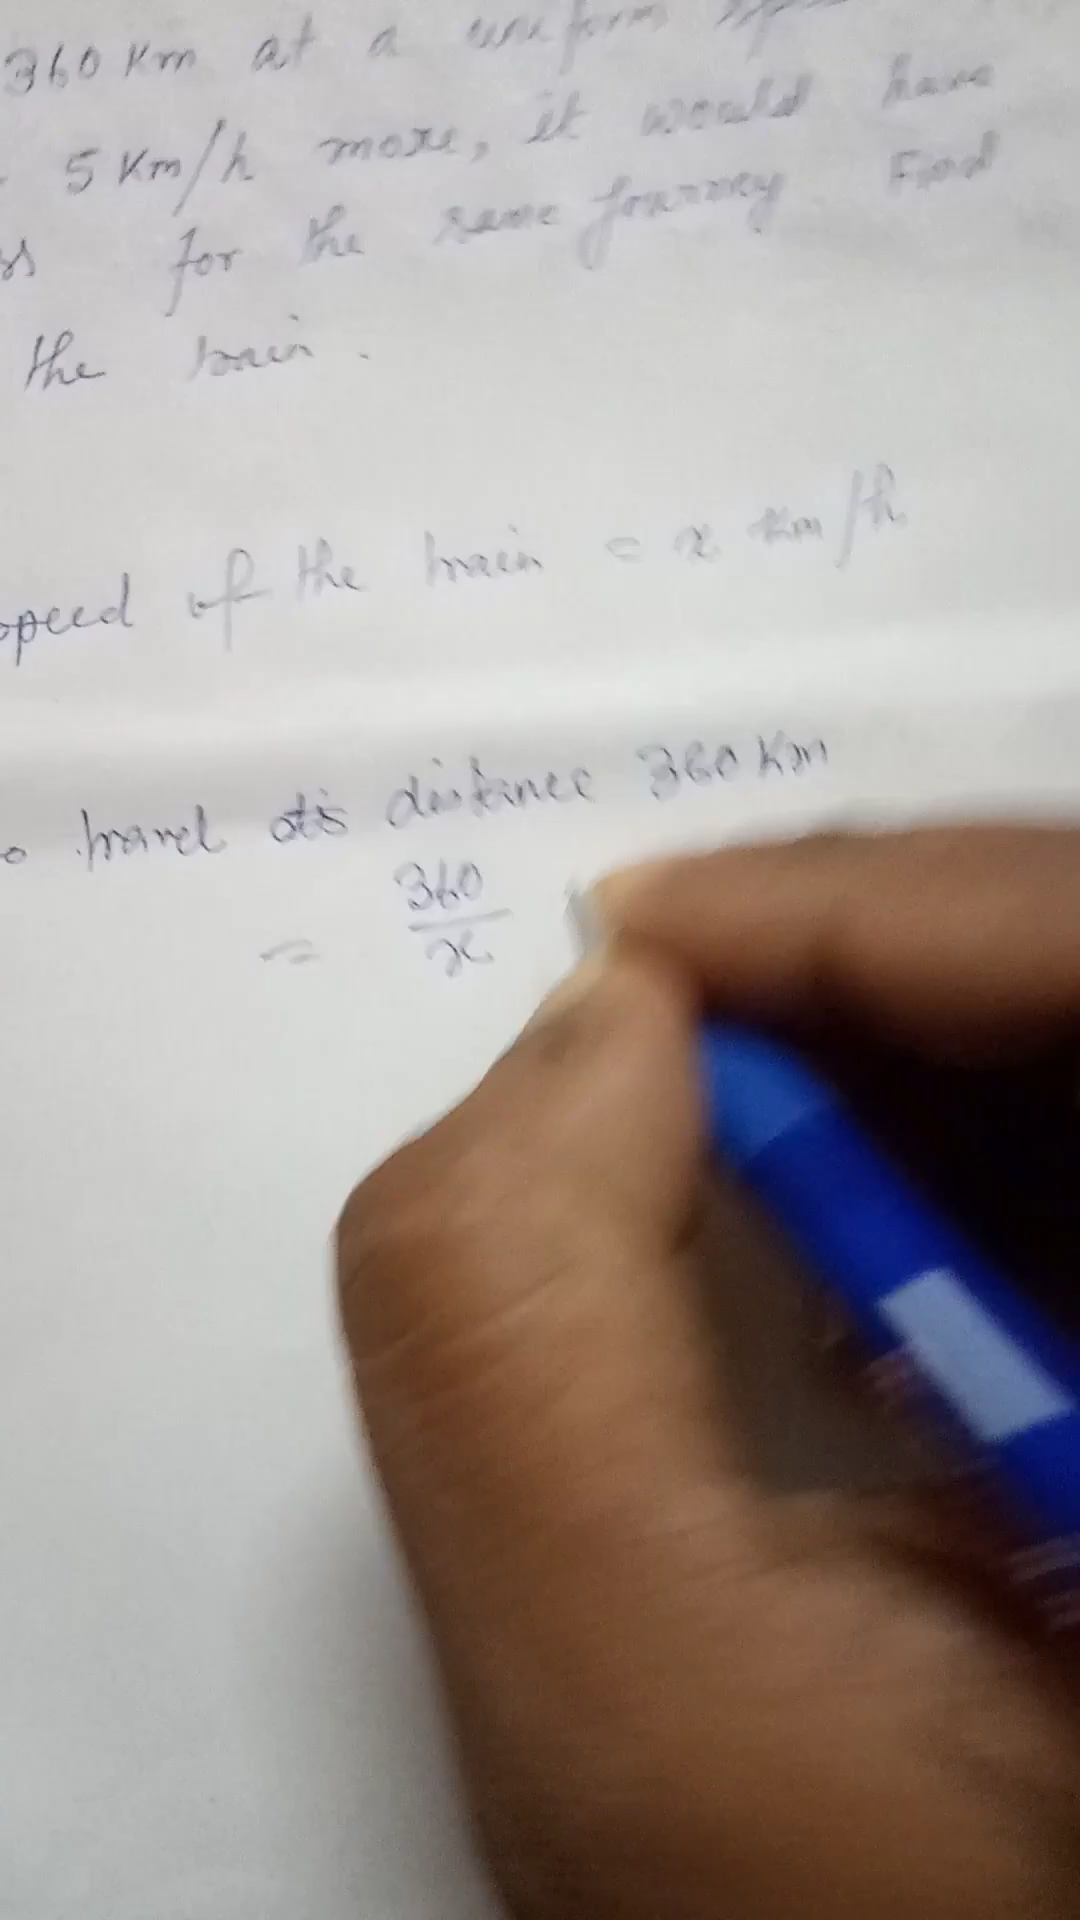 360 Km at a uniform
5 Km/h more, it would have
for the same journey Find
the train.
speed of the train = x km/h
travel distance 360 Km
= 360/x